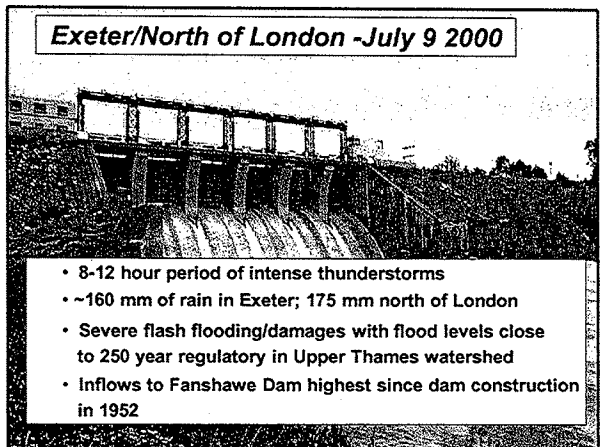 Exeter/North of London -July 9 2000
• 8-12 hour period of intense thunderstorms
• ~160 mm of rain in Exeter; 175 mm north of London
• Severe flash flooding/damages with flood levels close
to 250 year regulatory in Upper Thames watershed
• Inflows to Fanshawe Dam highest since dam construction
in 1952